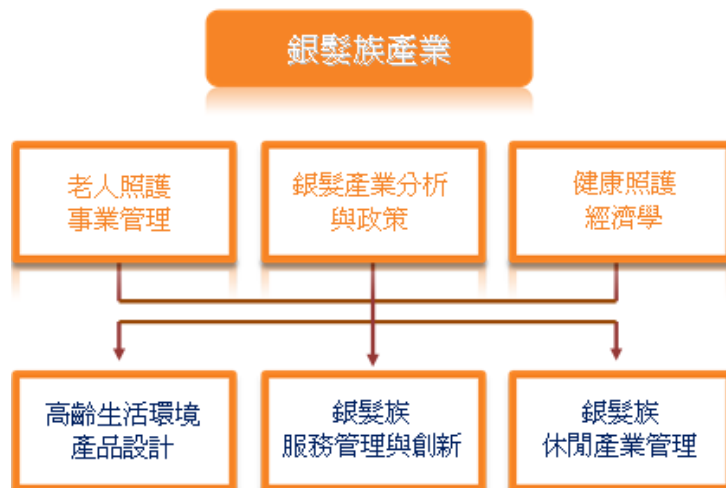 銀髮族產業
老人照護
事業管理
銀髮產業分析
與政策
健康照護
經濟學
高齡生活環境
產品設計
銀髮族
服務管理與創新
銀髮族
休閒產業管理